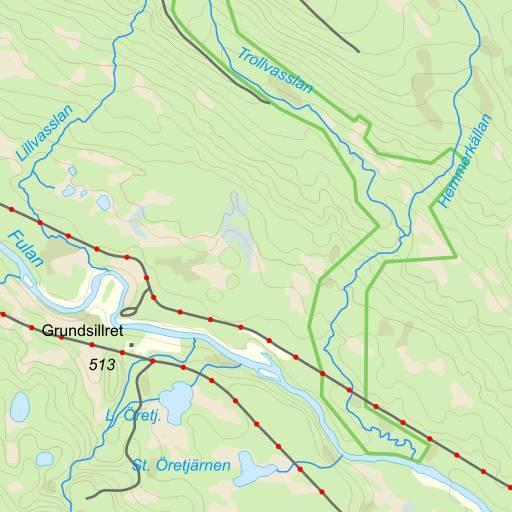 Trollvasslan
Lillvasslan
Hemmerkällan
Fulan
Grundsillret
513
L. Öretj.
St. Öretjärnen